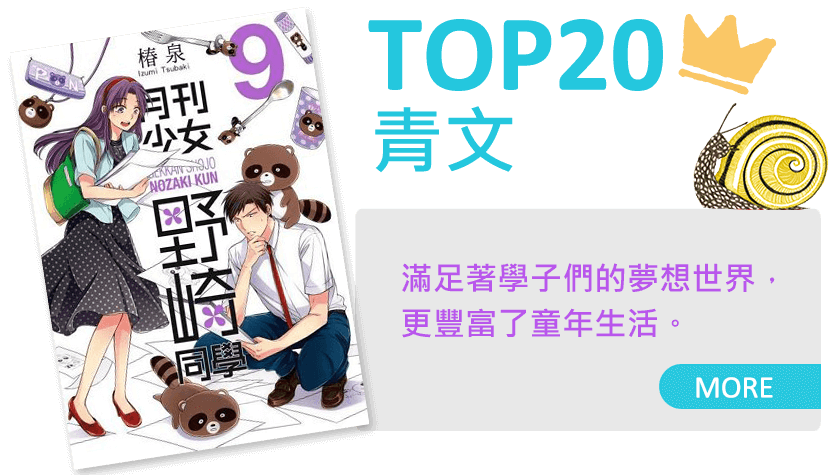 椿泉
Izumi Tsubaki
9
月刊
少女
GEKKAN SHOJO
NOZAKI KUN
野
崎
同學
TOP20
青文
滿足著學子們的夢想世界，
更豐富了童年生活。
MORE